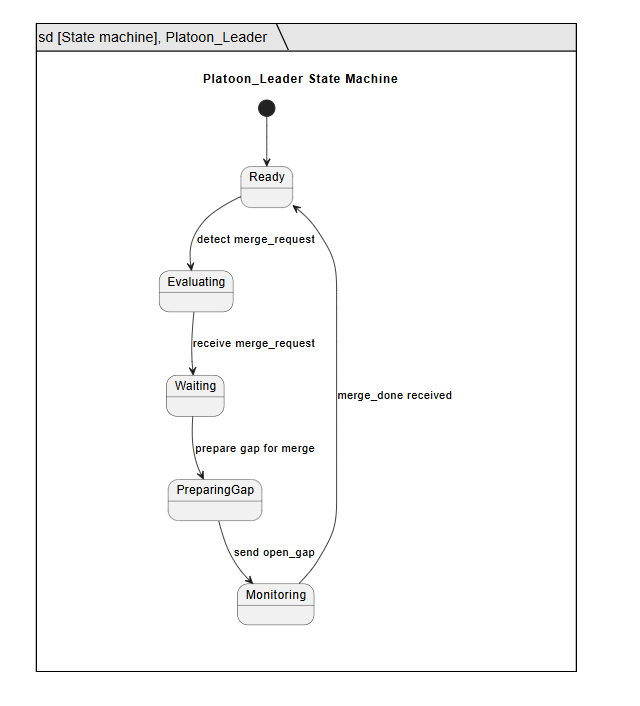 sd [State machine], Platoon_Leader
Platoon_Leader State Machine
Ready
detect merge_request
Evaluating
receive merge_request
Waiting
merge_done received
prepare gap for merge
PreparingGap
send open_gap
Monitoring